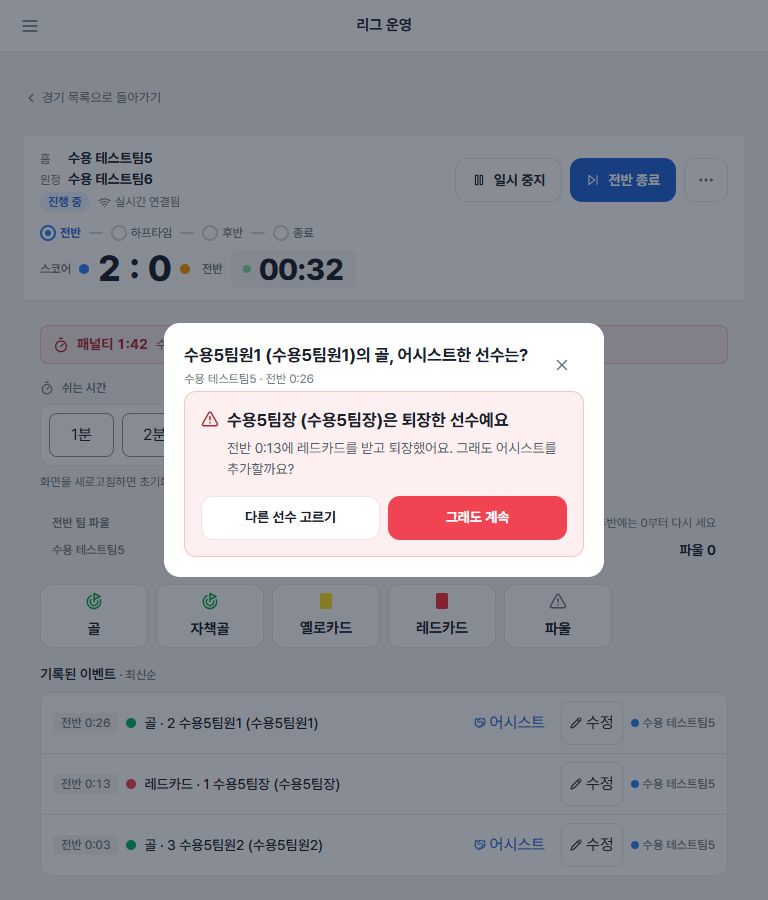 리그 운영
경기 목록으로 돌아가기
홈 수용 테스트팀5
원정 수용 테스트팀6
진행 중 실시간 연결됨
일시 중지
전반 종료
전반 하프타임 후반 종료
스코어 2 : 0 전반 00:32
패널티 1:42
쉬는 시간
1분
화면을 새로고침하면
전반 팀 파울
0부터 다시 세요
수용 테스트팀5
파울 0
수용5팀원1 (수용5팀원1)의 골, 어시스트한 선수는?
수용 테스트팀5 · 전반 0:26
수용5팀장 (수용5팀장)은 퇴장한 선수예요
전반 0:13에 레드카드를 받고 퇴장했어요. 그래도 어시스트를
추가할까요?
다른 선수 고르기
그래도 계속
골
자책골
옐로카드
레드카드
파울
기록된 이벤트 · 최신순
전반 0:26 골 · 2 수용5팀원1 (수용5팀원1) 어시스트 수정 수용 테스트팀5
전반 0:13 레드카드 · 1 수용5팀장 (수용5팀장) 수정 수용 테스트팀5
전반 0:03 골 · 3 수용5팀원2 (수용5팀원2) 어시스트 수정 수용 테스트팀5